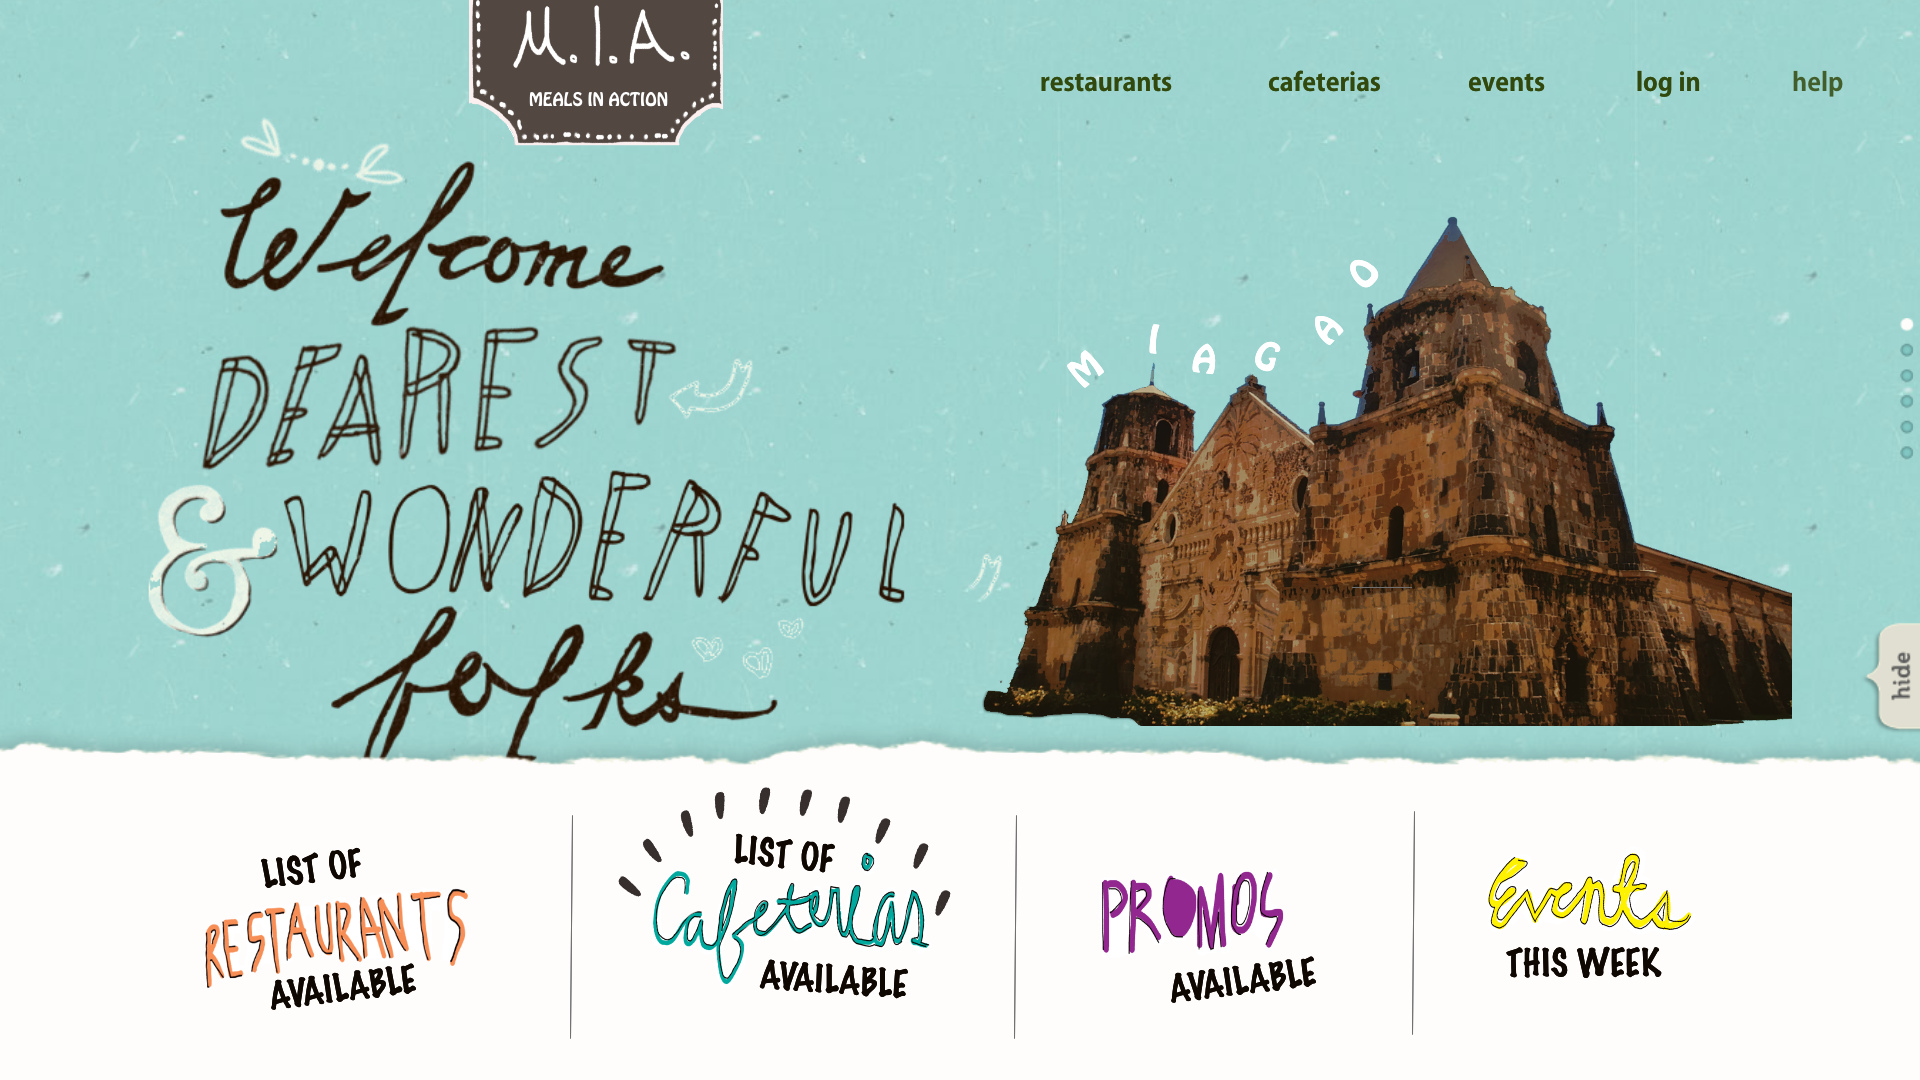 M.I.A.
MEALS IN ACTION
restaurants cafeterias events log in help
Welcome
DEAREST
& WONDERFUL
folks
MIAGAO
hide
LIST OF
RESTAURANTS
AVAILABLE
LIST OF
Cafeterias
AVAILABLE
PROMOS
AVAILABLE
Events
THIS WEEK